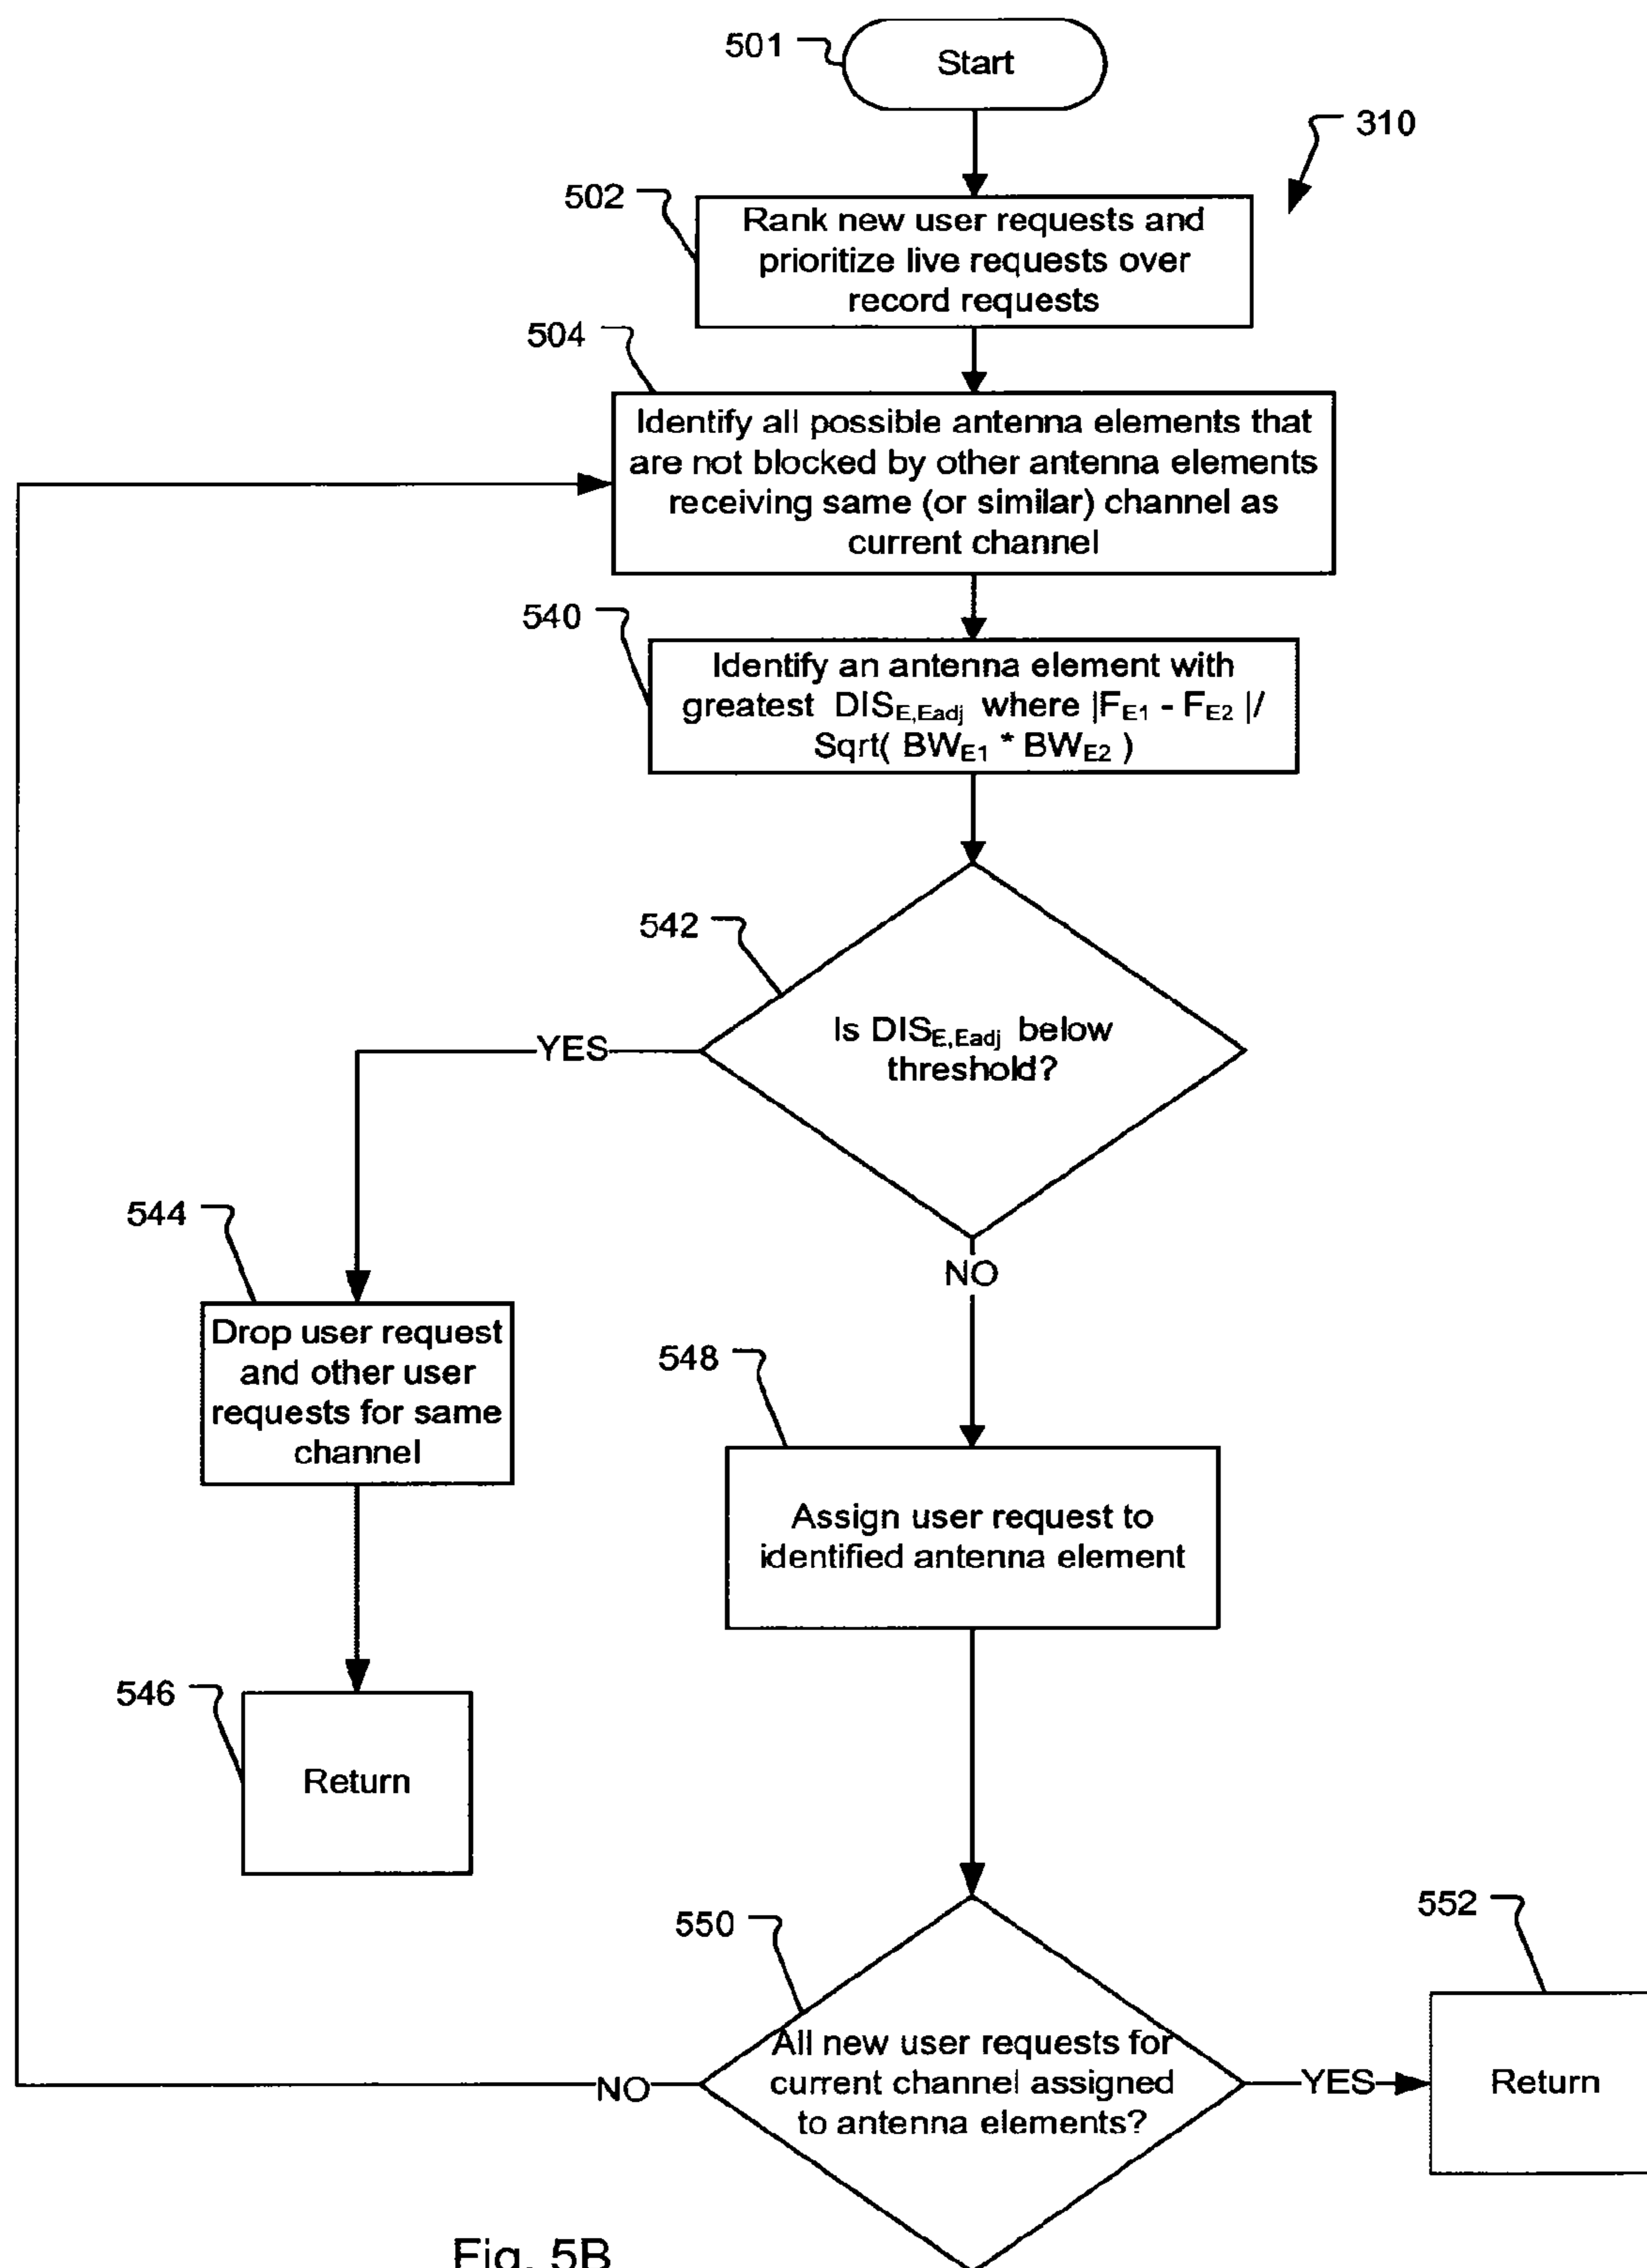 501
Start
310
502
Rank new user requests and
prioritize live requests over
record requests
504
Identify all possible antenna elements that
are not blocked by other antenna elements
receiving same (or similar) channel as
current channel
540
Identify an antenna element with
greatest DISE,Eadj where |FE1 - FE2 |/
Sqrt( BWE1 * BWE2 )
542
Is DISE,Eadj below
threshold?
YES
NO
544
Drop user request
and other user
requests for same
channel
548
Assign user request to
identified antenna element
546
Return
550
All new user requests for
current channel assigned
to antenna elements?
NO
YES
552
Return
Fig. 5B